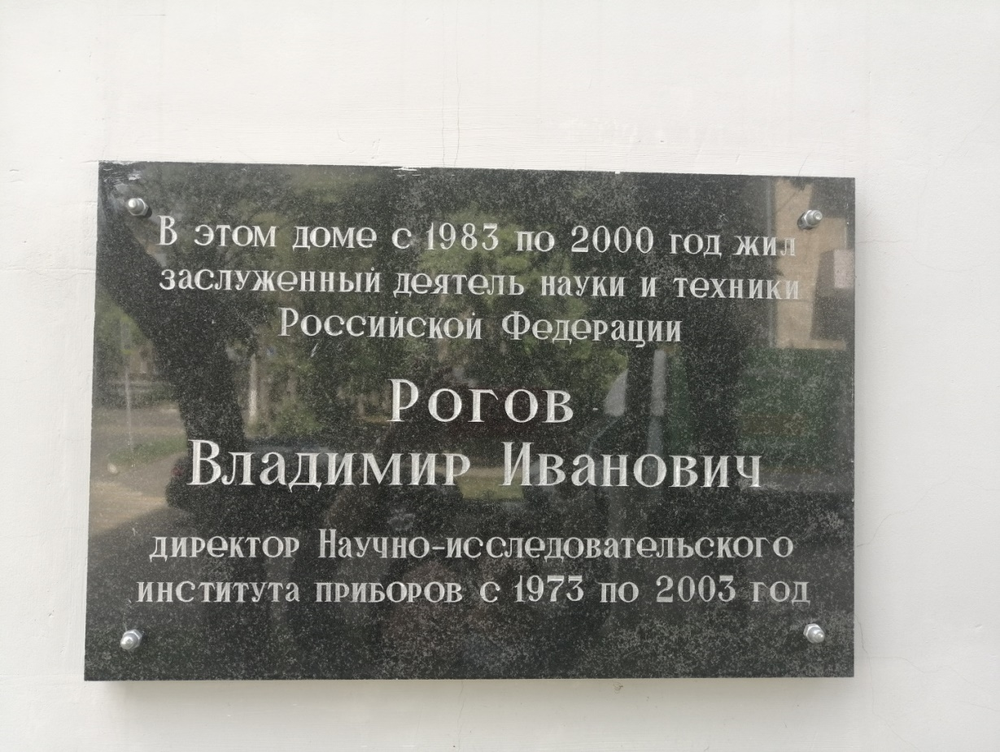 В этом доме с 1983 по 2000 год жил
заслуженный деятель науки и техники
Российской Федерации
Рогов
Владимир Иванович
директор Научно-исследовательского
института приборов с 1973 по 2003 год